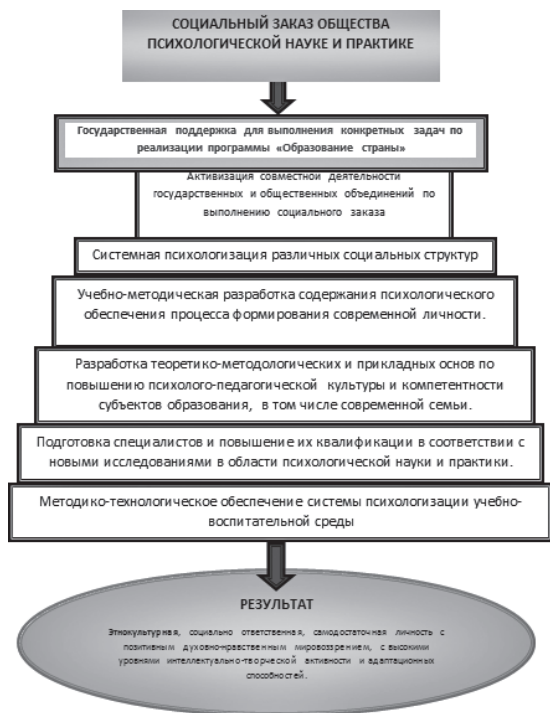 СОЦИАЛЬНЫЙ ЗАКАЗ ОБЩЕСТВА
ПСИХОЛОГИЧЕСКОЙ НАУКЕ И ПРАКТИКЕ
Государственная поддержка для выполнения конкретных задач по
реализации программы «Образование страны»
Активизация совместной деятельности
государственных и общественных объединений по
выполнению социального заказа
Системная психологизация различных социальных структур
Учебно-методическая разработка содержания психологического
обеспечения процесса формирования современной личности.
Разработка теоретико-методологических и прикладных основ по
повышению психолого-педагогической культуры и компетентности
субъектов образования, в том числе современной семьи.
Подготовка специалистов и повышение их квалификации в соответствии с
новыми исследованиями в области психологической науки и практики.
Методико-технологическое обеспечение системы психологизации учебно-
воспитательной среды
РЕЗУЛЬТАТ
Этнокультурная, социально ответственная, самодостаточная личность с
позитивным духовно-нравственным мировоззрением, с высокими
уровнями интеллектуально-творческой активности и адаптационных
способностей.